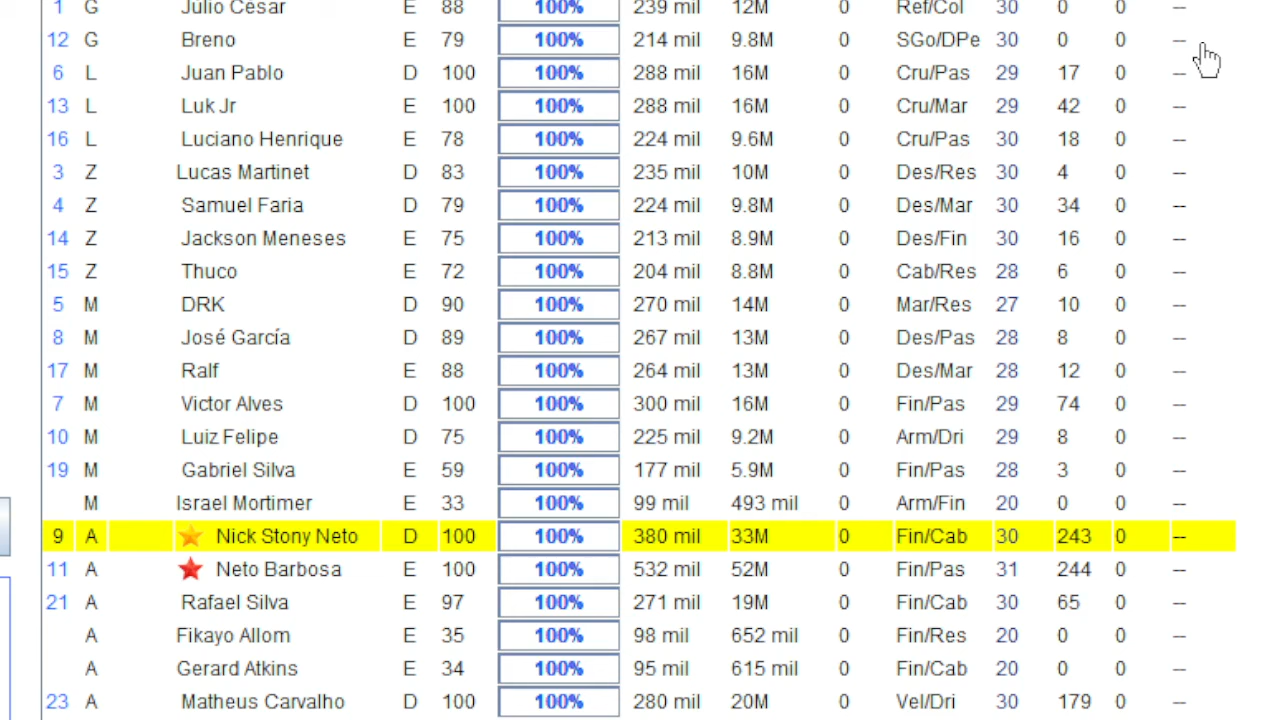 1 G Júlio César E 88 100% 239 mil 12M 0 Ref/Col 30 0 0 --
12 G Breno E 79 100% 214 mil 9.8M 0 SGo/DPe 30 0 0 --
6 L Juan Pablo D 100 100% 288 mil 16M 0 Cru/Pas 29 17 0 --
13 L Luk Jr E 100 100% 288 mil 16M 0 Cru/Mar 29 42 0 --
16 L Luciano Henrique E 78 100% 224 mil 9.6M 0 Cru/Pas 30 18 0 --
3 Z Lucas Martinet D 83 100% 235 mil 10M 0 Des/Res 30 4 0 --
4 Z Samuel Faria D 79 100% 224 mil 9.8M 0 Des/Mar 30 34 0 --
14 Z Jackson Meneses E 75 100% 213 mil 8.9M 0 Des/Fin 30 16 0 --
15 Z Thuco E 72 100% 204 mil 8.8M 0 Cab/Res 28 6 0 --
5 M DRK D 90 100% 270 mil 14M 0 Mar/Res 27 10 0 --
8 M José García D 89 100% 267 mil 13M 0 Des/Pas 28 8 0 --
17 M Ralf E 88 100% 264 mil 13M 0 Des/Mar 28 12 0 --
7 M Victor Alves D 100 100% 300 mil 16M 0 Fin/Pas 29 74 0 --
10 M Luiz Felipe D 75 100% 225 mil 9.2M 0 Arm/Dri 29 8 0 --
19 M Gabriel Silva E 59 100% 177 mil 5.9M 0 Fin/Pas 28 3 0 --
M Israel Mortimer E 33 100% 99 mil 493 mil 0 Arm/Fin 20 0 0 --
9 A Nick Stony Neto D 100 100% 380 mil 33M 0 Fin/Cab 30 243 0 --
11 A Neto Barbosa E 100 100% 532 mil 52M 0 Fin/Pas 31 244 0 --
21 A Rafael Silva E 97 100% 271 mil 19M 0 Fin/Cab 30 65 0 --
A Fikayo Allom E 35 100% 98 mil 652 mil 0 Fin/Res 20 0 0 --
A Gerard Atkins E 34 100% 95 mil 615 mil 0 Fin/Cab 20 0 0 --
23 A Matheus Carvalho D 100 100% 280 mil 20M 0 Vel/Dri 30 179 0 --